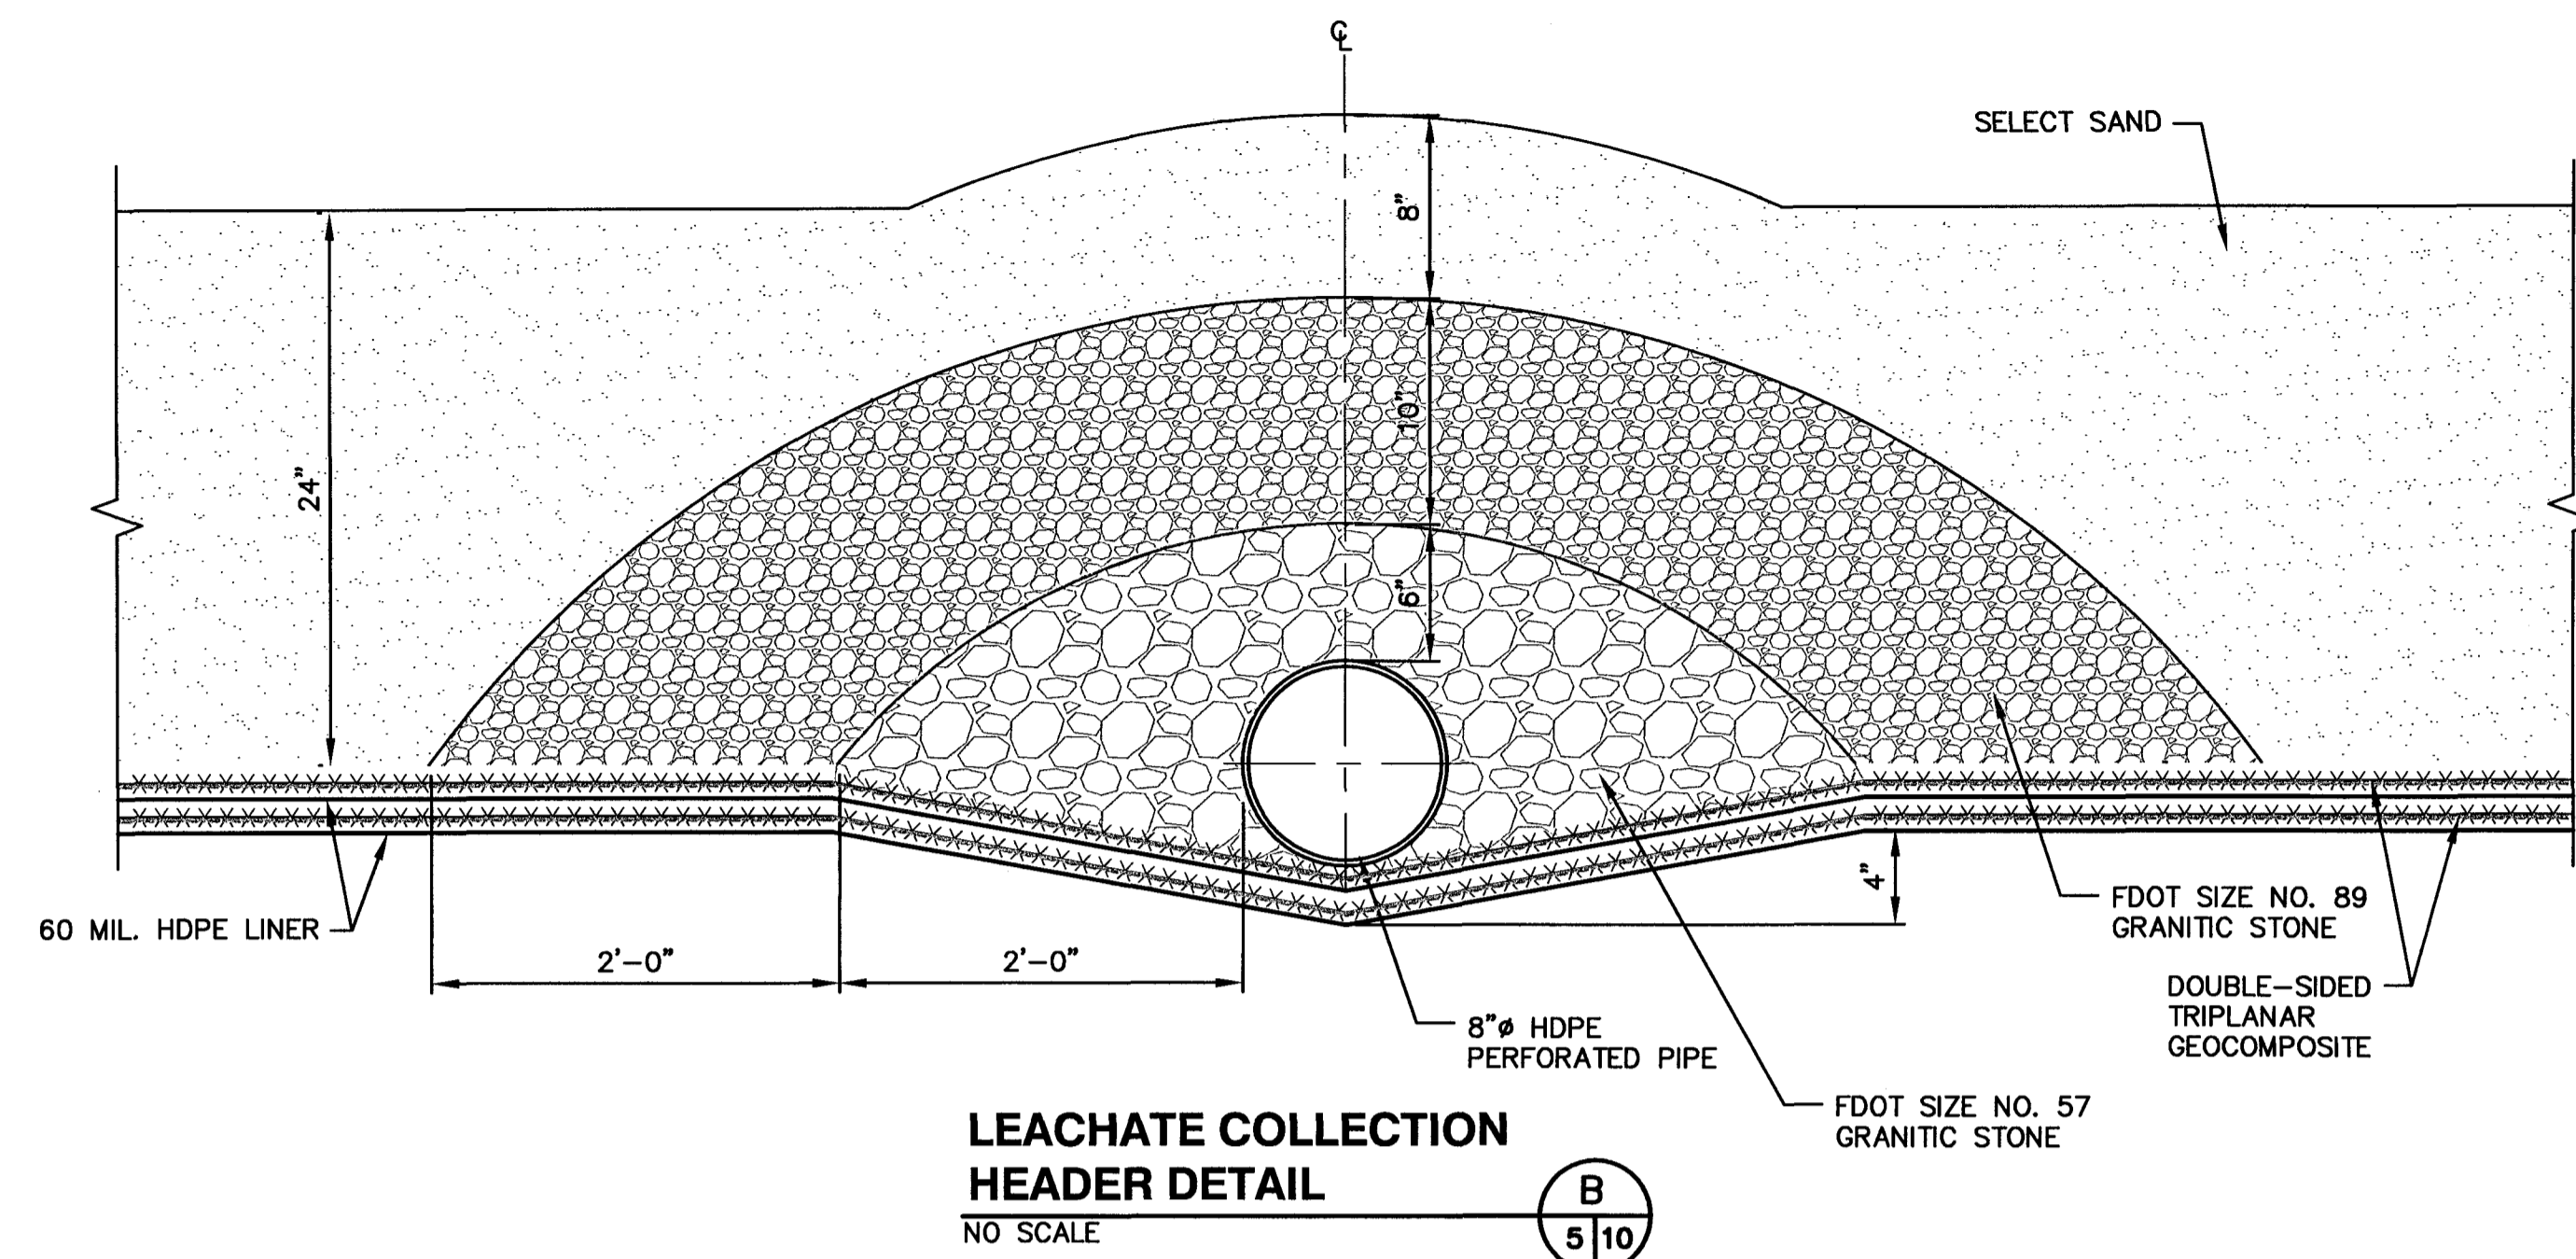 ℄
SELECT SAND
8"
10"
24"
6"
4"
60 MIL. HDPE LINER
FDOT SIZE NO. 89
GRANITIC STONE
2'-0"
2'-0"
DOUBLE-SIDED
TRIPLANAR
GEOCOMPOSITE
8"ø HDPE
PERFORATED PIPE
FDOT SIZE NO. 57
GRANITIC STONE
LEACHATE COLLECTION
HEADER DETAIL
NO SCALE
B
5|10